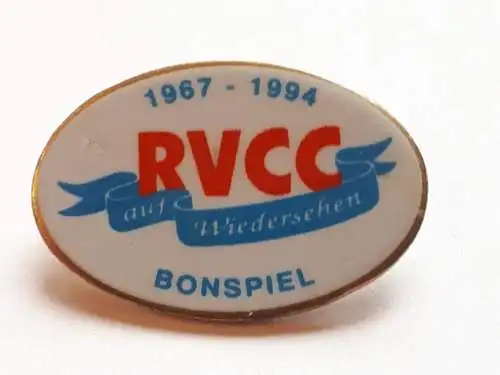 1967 - 1994
RVCC
auf Wiedersehen
BONSPIEL